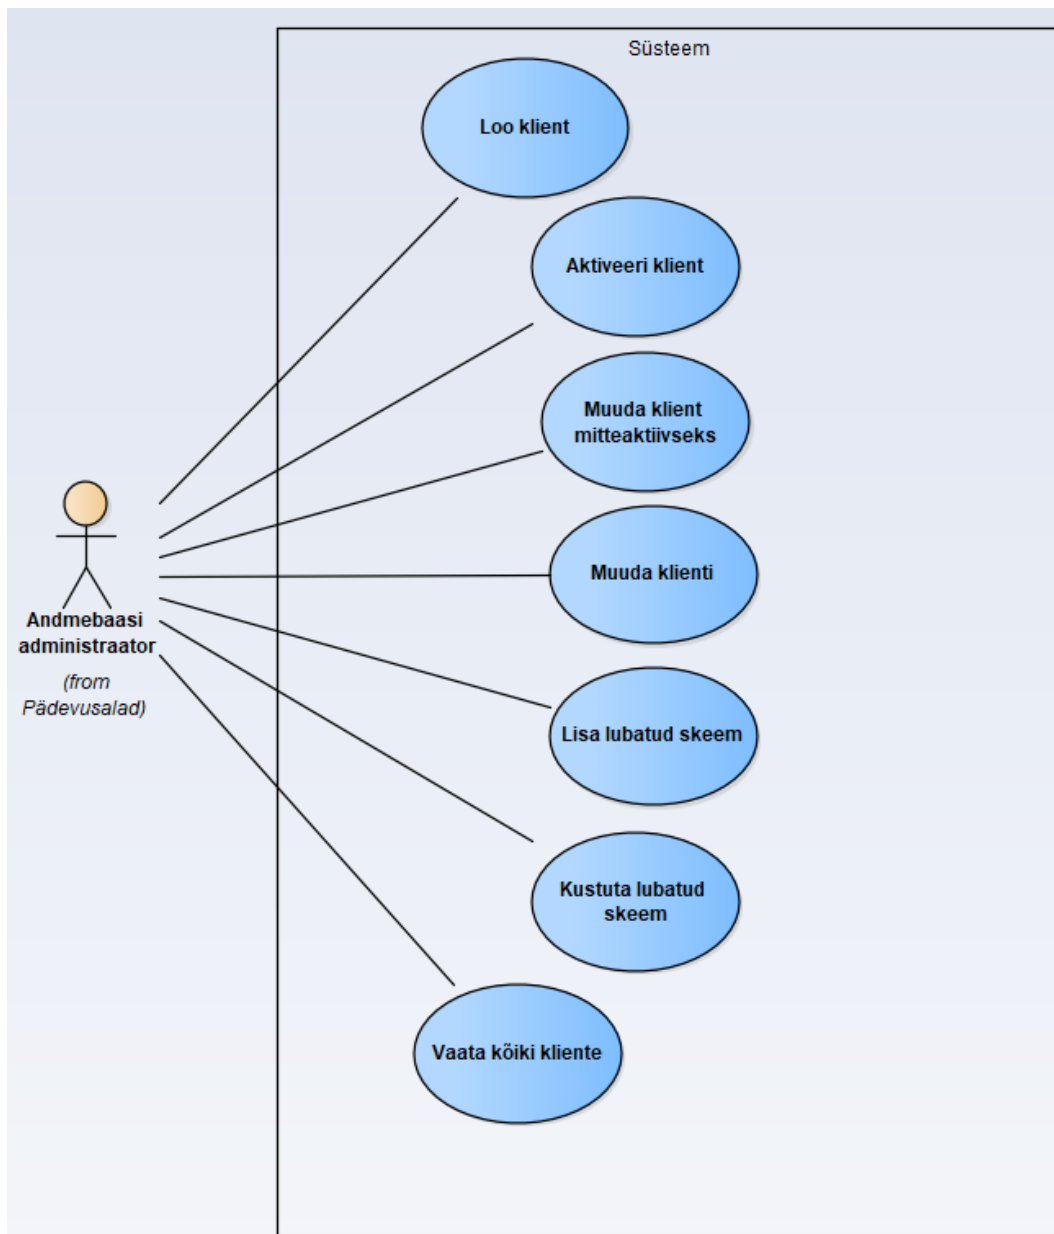 Süsteem
Loo klient
Aktiveeri klient
Muuda klient
mitteaktiivseks
Muuda klienti
Andmebaasi
administraator
(from
Pädevusalad)
Lisa lubatud skeem
Kustuta lubatud
skeem
Vaata kõiki kliente